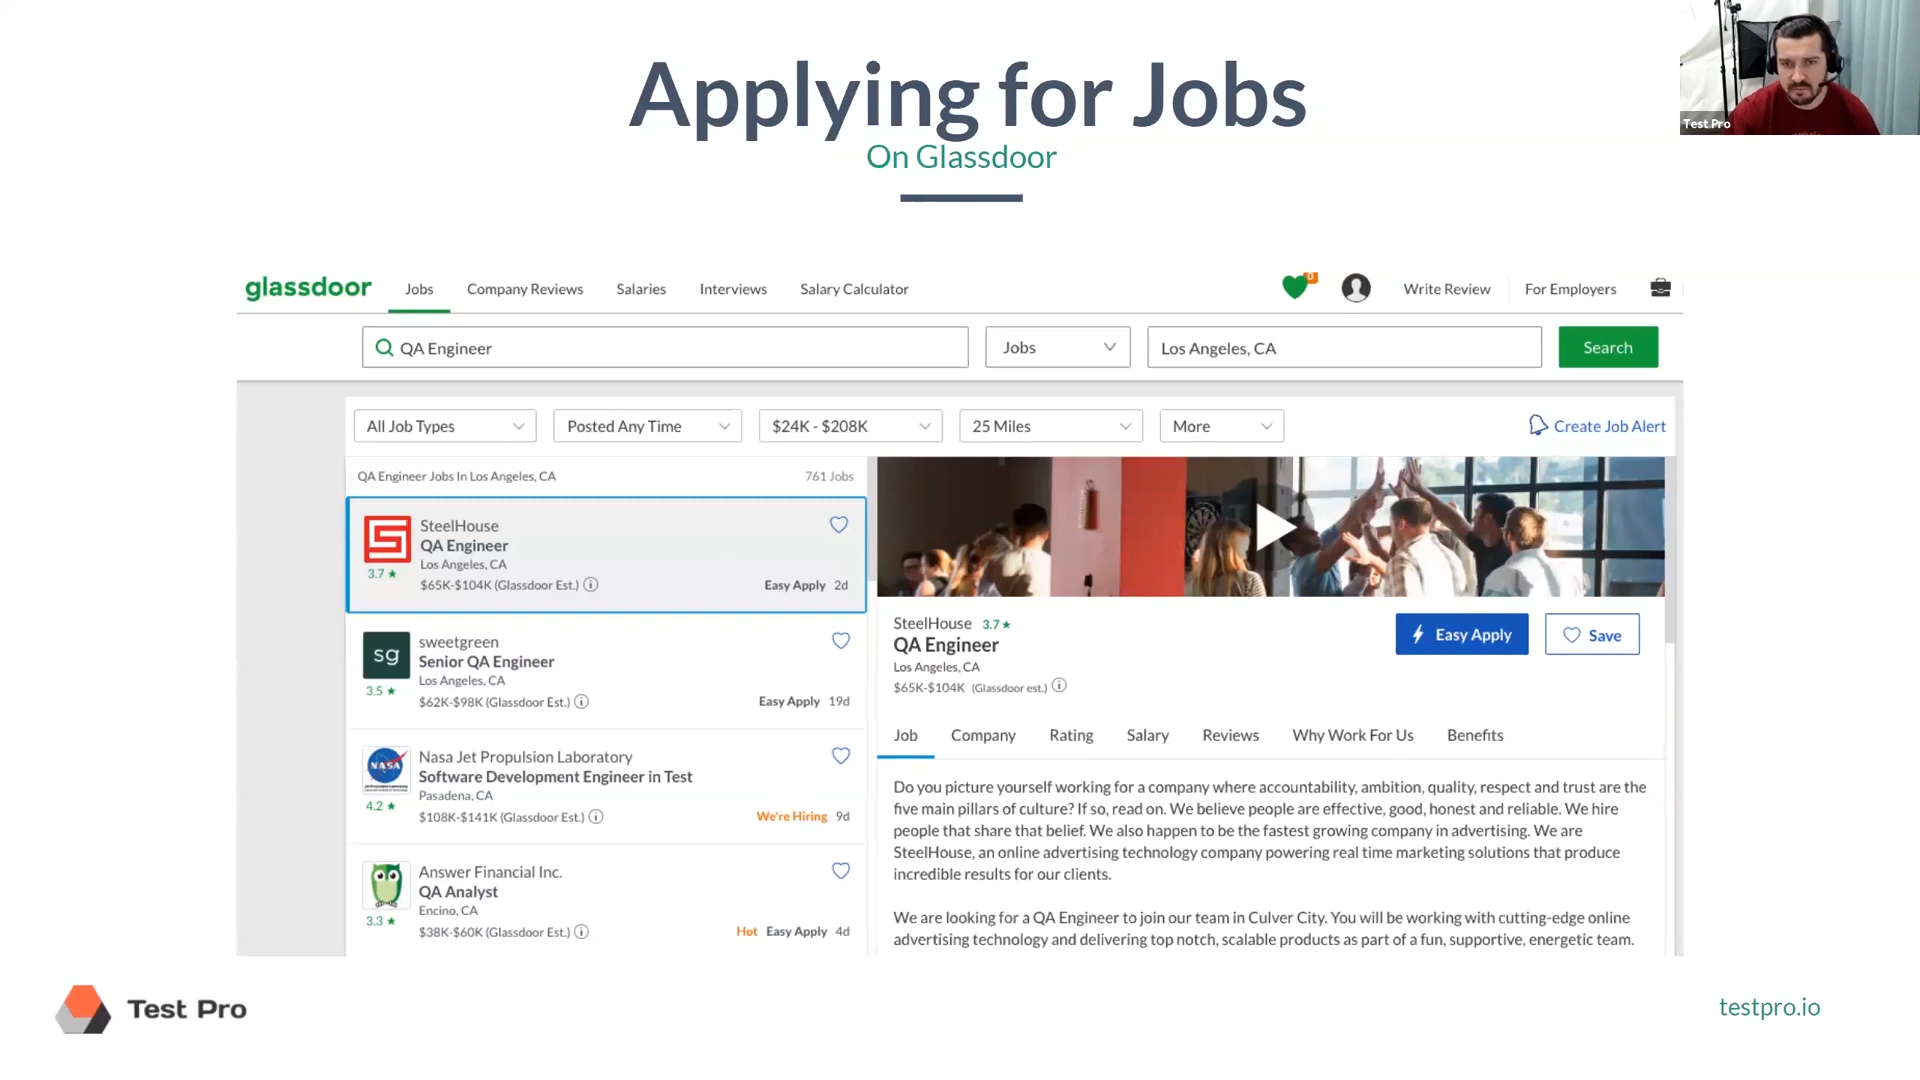 Applying for Jobs
On Glassdoor
Test Pro
glassdoor Jobs Company Reviews Salaries Interviews Salary Calculator 0 Write Review For Employers
QA Engineer Jobs Los Angeles, CA Search
All Job Types Posted Any Time $24K - $208K 25 Miles More Create Job Alert
QA Engineer Jobs In Los Angeles, CA 761 Jobs
SteelHouse
QA Engineer
Los Angeles, CA
3.7 ★
$65K-$104K (Glassdoor Est.) Easy Apply 2d
sg
sweetgreen
Senior QA Engineer
Los Angeles, CA
3.5 ★
$62K-$98K (Glassdoor Est.) Easy Apply 19d
NASA
Nasa Jet Propulsion Laboratory
Software Development Engineer in Test
Pasadena, CA
4.2 ★
$108K-$141K (Glassdoor Est.) We're Hiring 9d
Answer Financial Inc.
QA Analyst
Encino, CA
3.3 ★
$38K-$60K (Glassdoor Est.) Hot Easy Apply 4d
SteelHouse 3.7 ★
QA Engineer
Los Angeles, CA
$65K-$104K (Glassdoor est.)
Easy Apply Save
Job Company Rating Salary Reviews Why Work For Us Benefits
Do you picture yourself working for a company where accountability, ambition, quality, respect and trust are the
five main pillars of culture? If so, read on. We believe people are effective, good, honest and reliable. We hire
people that share that belief. We also happen to be the fastest growing company in advertising. We are
SteelHouse, an online advertising technology company powering real time marketing solutions that produce
incredible results for our clients.
We are looking for a QA Engineer to join our team in Culver City. You will be working with cutting-edge online
advertising technology and delivering top notch, scalable products as part of a fun, supportive, energetic team.
Test Pro
testpro.io